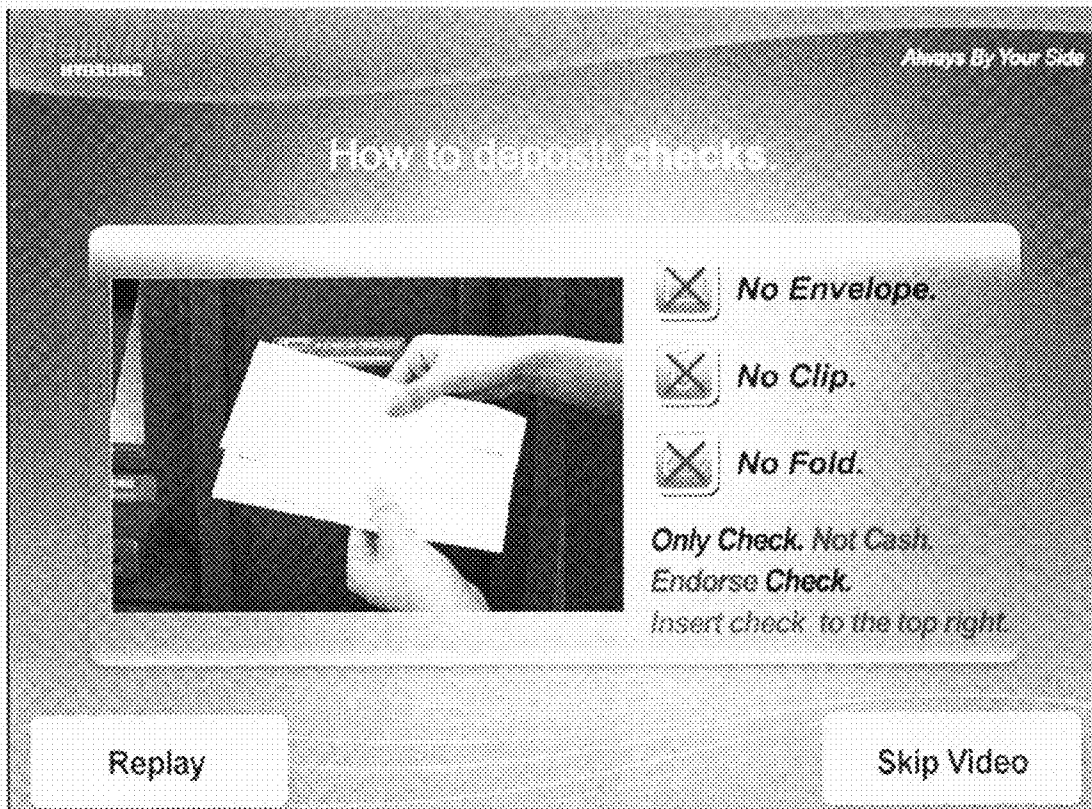 Always By Your Side
How to deposit checks.
No Envelope.
No Clip.
No Fold.
Only Check. Not Cash.
Endorse Check.
Insert check to the top right.
Replay
Skip Video